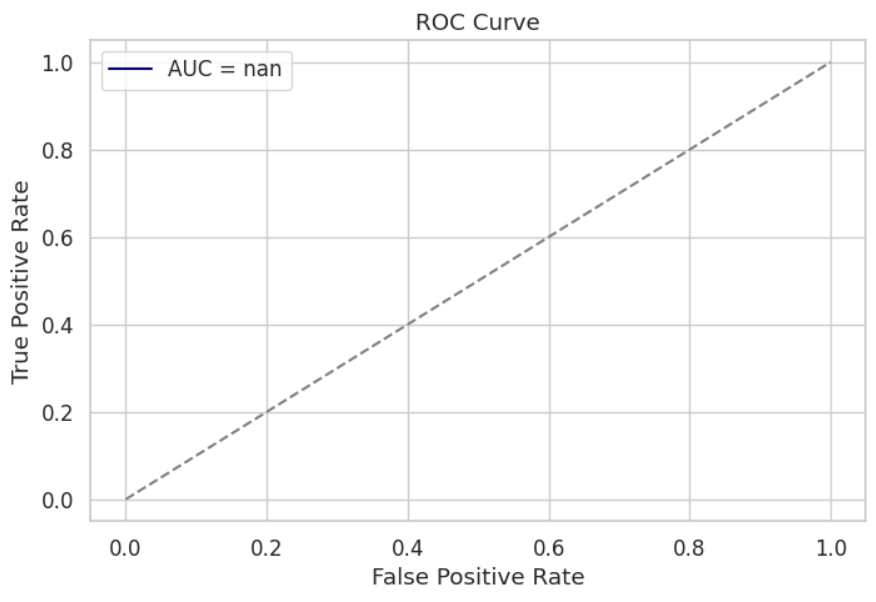 ROC Curve
AUC = nan
1.0
0.8
0.6
0.4
0.2
0.0
True Positive Rate
0.0 0.2 0.4 0.6 0.8 1.0
False Positive Rate